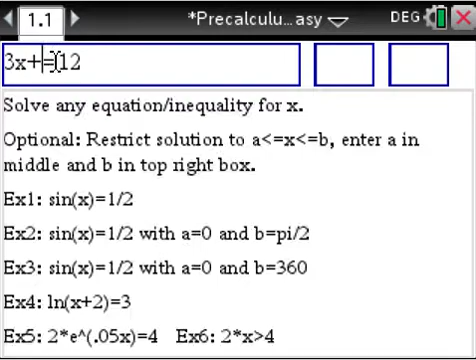 1.1
*Precalculu...asy
DEG
3x+=12
Solve any equation/inequality for x.
Optional: Restrict solution to a<=x<=b, enter a in
middle and b in top right box.
Ex1: sin(x)=1/2
Ex2: sin(x)=1/2 with a=0 and b=pi/2
Ex3: sin(x)=1/2 with a=0 and b=360
Ex4: ln(x+2)=3
Ex5: 2*e^(.05x)=4 Ex6: 2*x>4